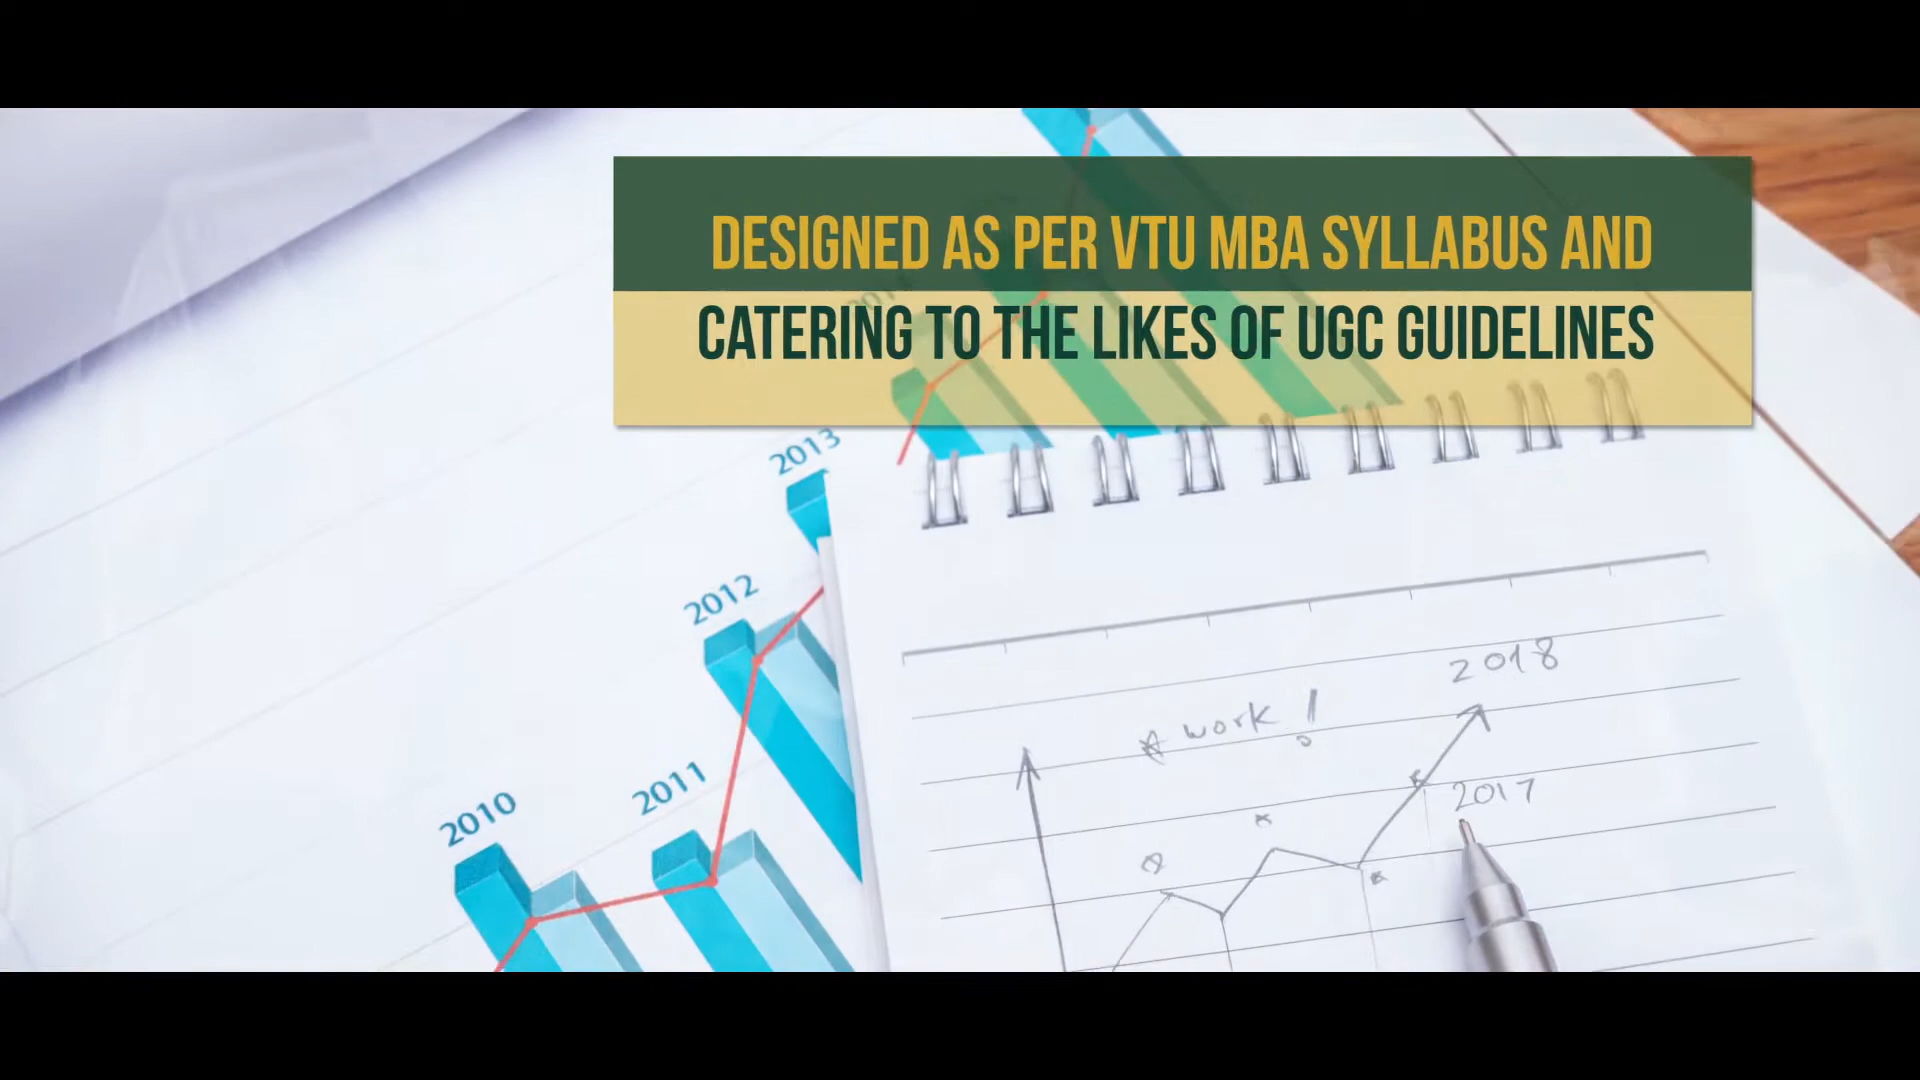 DESIGNED AS PER VTU MBA SYLLABUS AND
CATERING TO THE LIKES OF UGC GUIDELINES
2013
2012
2011
2010
2018
work !
2017